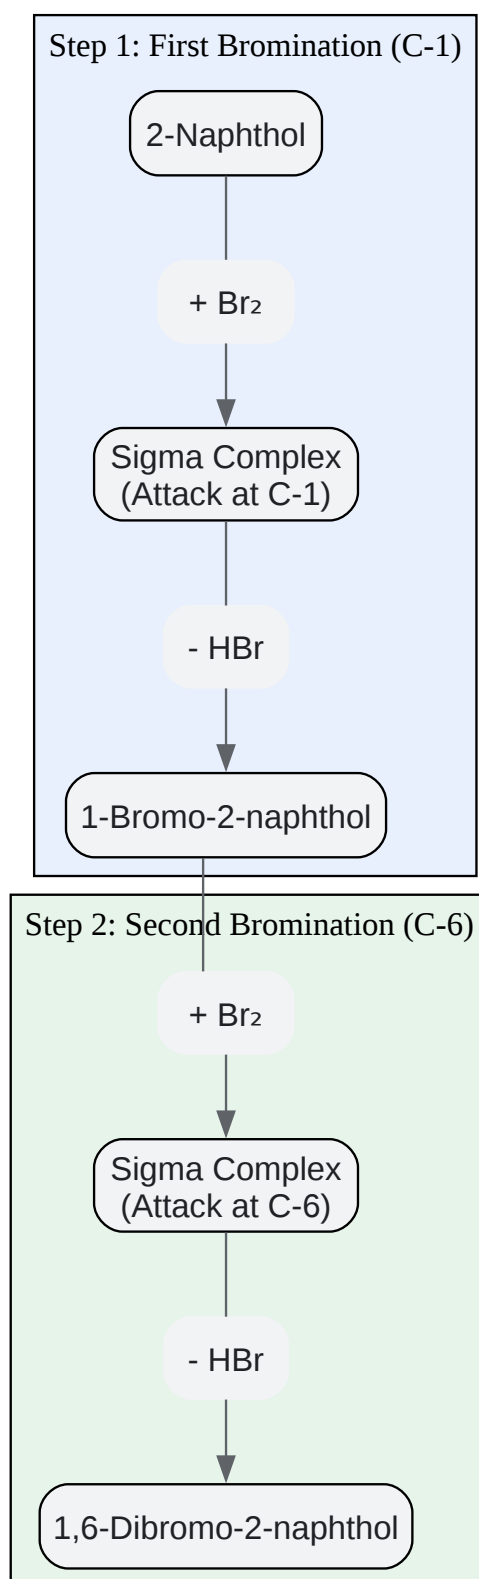 Step 1: First Bromination (C-1)
2-Naphthol
+ Br₂
Sigma Complex
(Attack at C-1)
- HBr
1-Bromo-2-naphthol
Step 2: Second Bromination (C-6)
+ Br₂
Sigma Complex
(Attack at C-6)
- HBr
1,6-Dibromo-2-naphthol